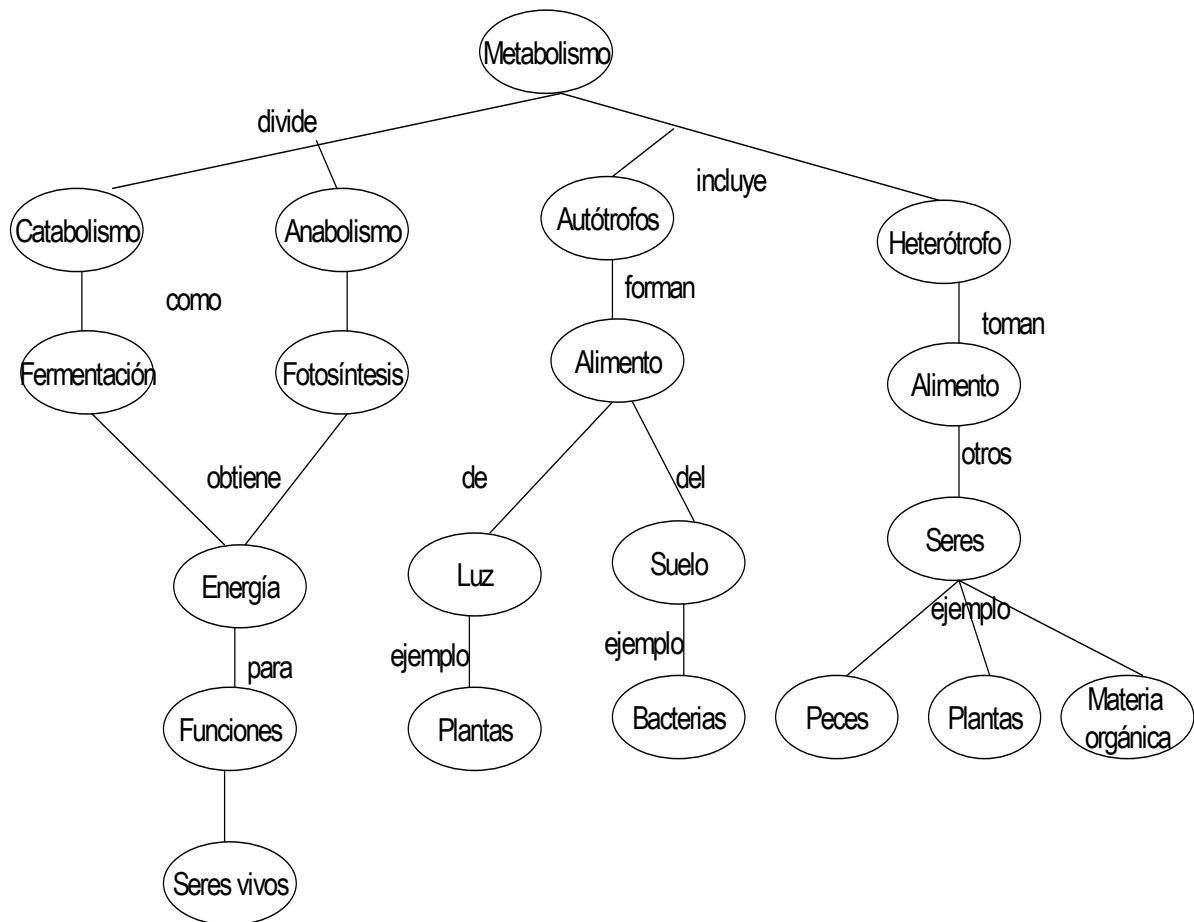 Metabolismo
divide
incluye
Catabolismo
Anabolismo
Autótrofos
Heterótrofo
como
forman
toman
Fermentación
Fotosíntesis
Alimento
Alimento
obtiene
de
del
otros
Energía
Luz
Suelo
Seres
para
ejemplo
ejemplo
ejemplo
Funciones
Plantas
Bacterias
Peces
Plantas
Materia
orgánica
Seres vivos